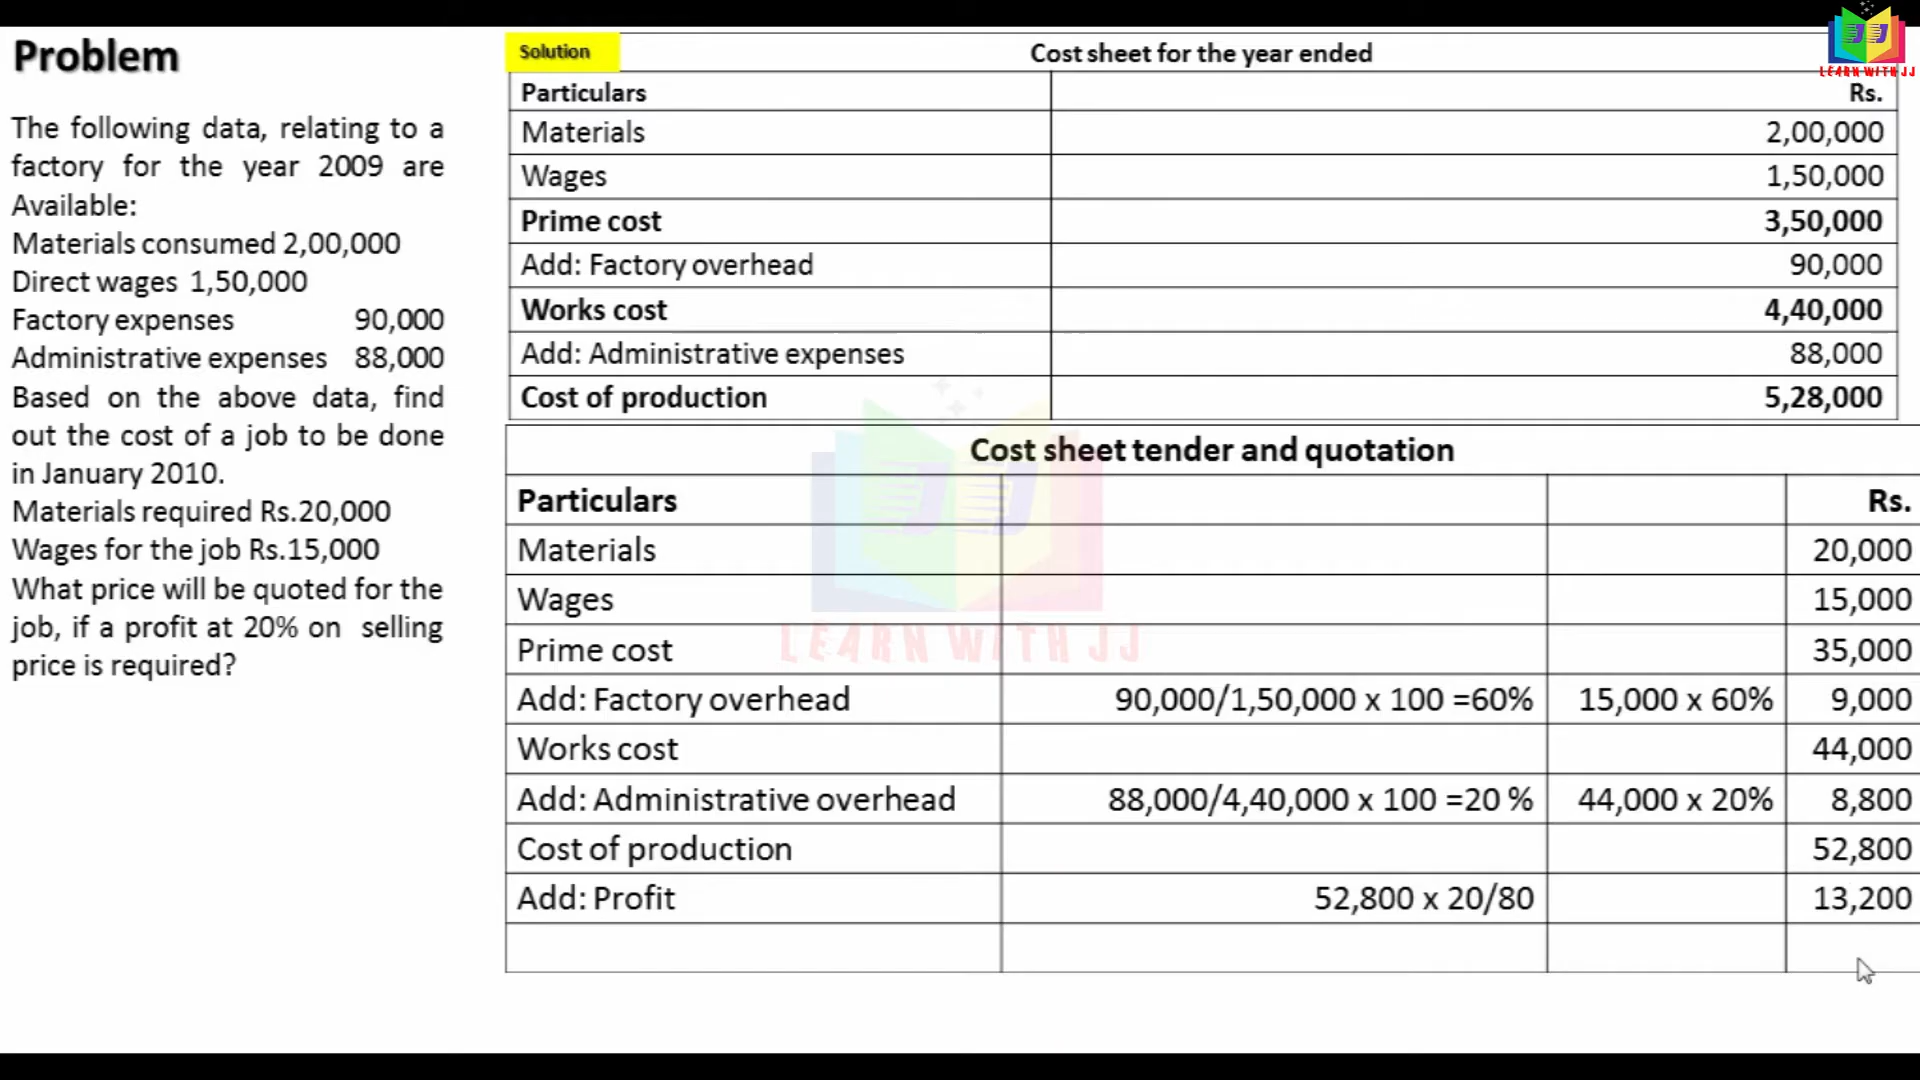 Problem
The following data, relating to a
factory for the year 2009 are
Available:
Materials consumed 2,00,000
Direct wages 1,50,000
Factory expenses 90,000
Administrative expenses 88,000
Based on the above data, find
out the cost of a job to be done
in January 2010.
Materials required Rs.20,000
Wages for the job Rs.15,000
What price will be quoted for the
job, if a profit at 20% on selling
price is required?
Solution Cost sheet for the year ended
Particulars Rs.
Materials 2,00,000
Wages 1,50,000
Prime cost 3,50,000
Add: Factory overhead 90,000
Works cost 4,40,000
Add: Administrative expenses 88,000
Cost of production 5,28,000
Cost sheet tender and quotation
Particulars Rs.
Materials 20,000
Wages 15,000
Prime cost 35,000
Add: Factory overhead 90,000/1,50,000 x 100 =60% 15,000 x 60% 9,000
Works cost 44,000
Add: Administrative overhead 88,000/4,40,000 x 100 =20 % 44,000 x 20% 8,800
Cost of production 52,800
Add: Profit 52,800 x 20/80 13,200
JJ
LEARN WITH JJ
JJ
LEARN WITH JJ